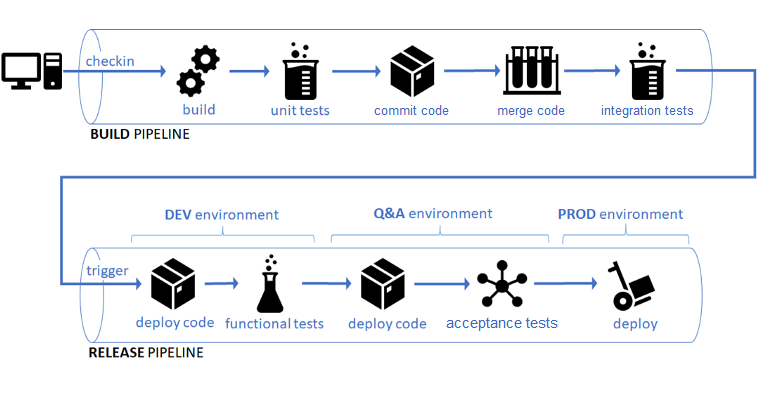 checkin
build
unit tests
commit code
merge code
integration tests
BUILD PIPELINE
DEV environment
Q&A environment
PROD environment
trigger
deploy code
functional tests
deploy code
acceptance tests
deploy
RELEASE PIPELINE